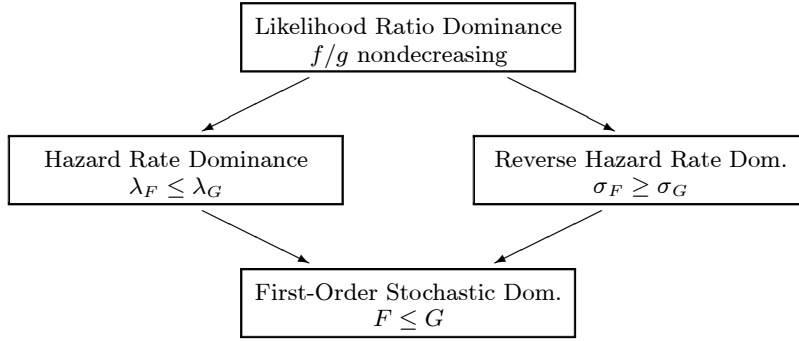 Likelihood Ratio Dominance
f/g nondecreasing
Hazard Rate Dominance
λ_F ≤ λ_G
Reverse Hazard Rate Dom.
σ_F ≥ σ_G
First-Order Stochastic Dom.
F ≤ G